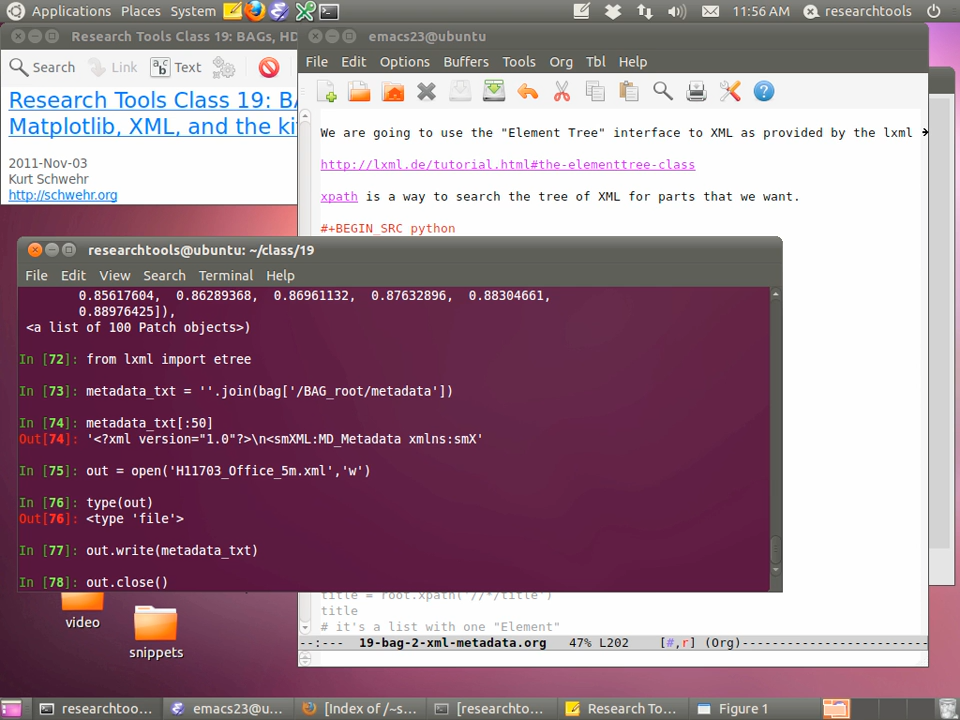 Applications Places System 11:56 AM researchtools
Research Tools Class 19: BAGs, HD
Search Link Text
Research Tools Class 19: BA
Matplotlib, XML, and the ki
2011-Nov-03
Kurt Schwehr
http://schwehr.org
emacs23@ubuntu
File Edit Options Buffers Tools Org Tbl Help
We are going to use the "Element Tree" interface to XML as provided by the lxml
http://lxml.de/tutorial.html#the-elementtree-class
xpath is a way to search the tree of XML for parts that we want.
#+BEGIN_SRC python
researchtools@ubuntu: ~/class/19
File Edit View Search Terminal Help
0.85617604, 0.86289368, 0.86961132, 0.87632896, 0.88304661,
0.88976425]),
<a list of 100 Patch objects>)
In [72]: from lxml import etree
In [73]: metadata_txt = ''.join(bag['/BAG_root/metadata'])
In [74]: metadata_txt[:50]
Out[74]: '<?xml version="1.0"?>\n<smXML:MD_Metadata xmlns:smX'
In [75]: out = open('H11703_Office_5m.xml','w')
In [76]: type(out)
Out[76]: <type 'file'>
In [77]: out.write(metadata_txt)
In [78]: out.close()
title = root.xpath('//*/title')
title
# it's a list with one "Element"
--:--- 19-bag-2-xml-metadata.org 47% L202 [#,r] (Org)------------------------
video
snippets
researchtoo... emacs23@u... [Index of /~s... [researchto... Research To... Figure 1